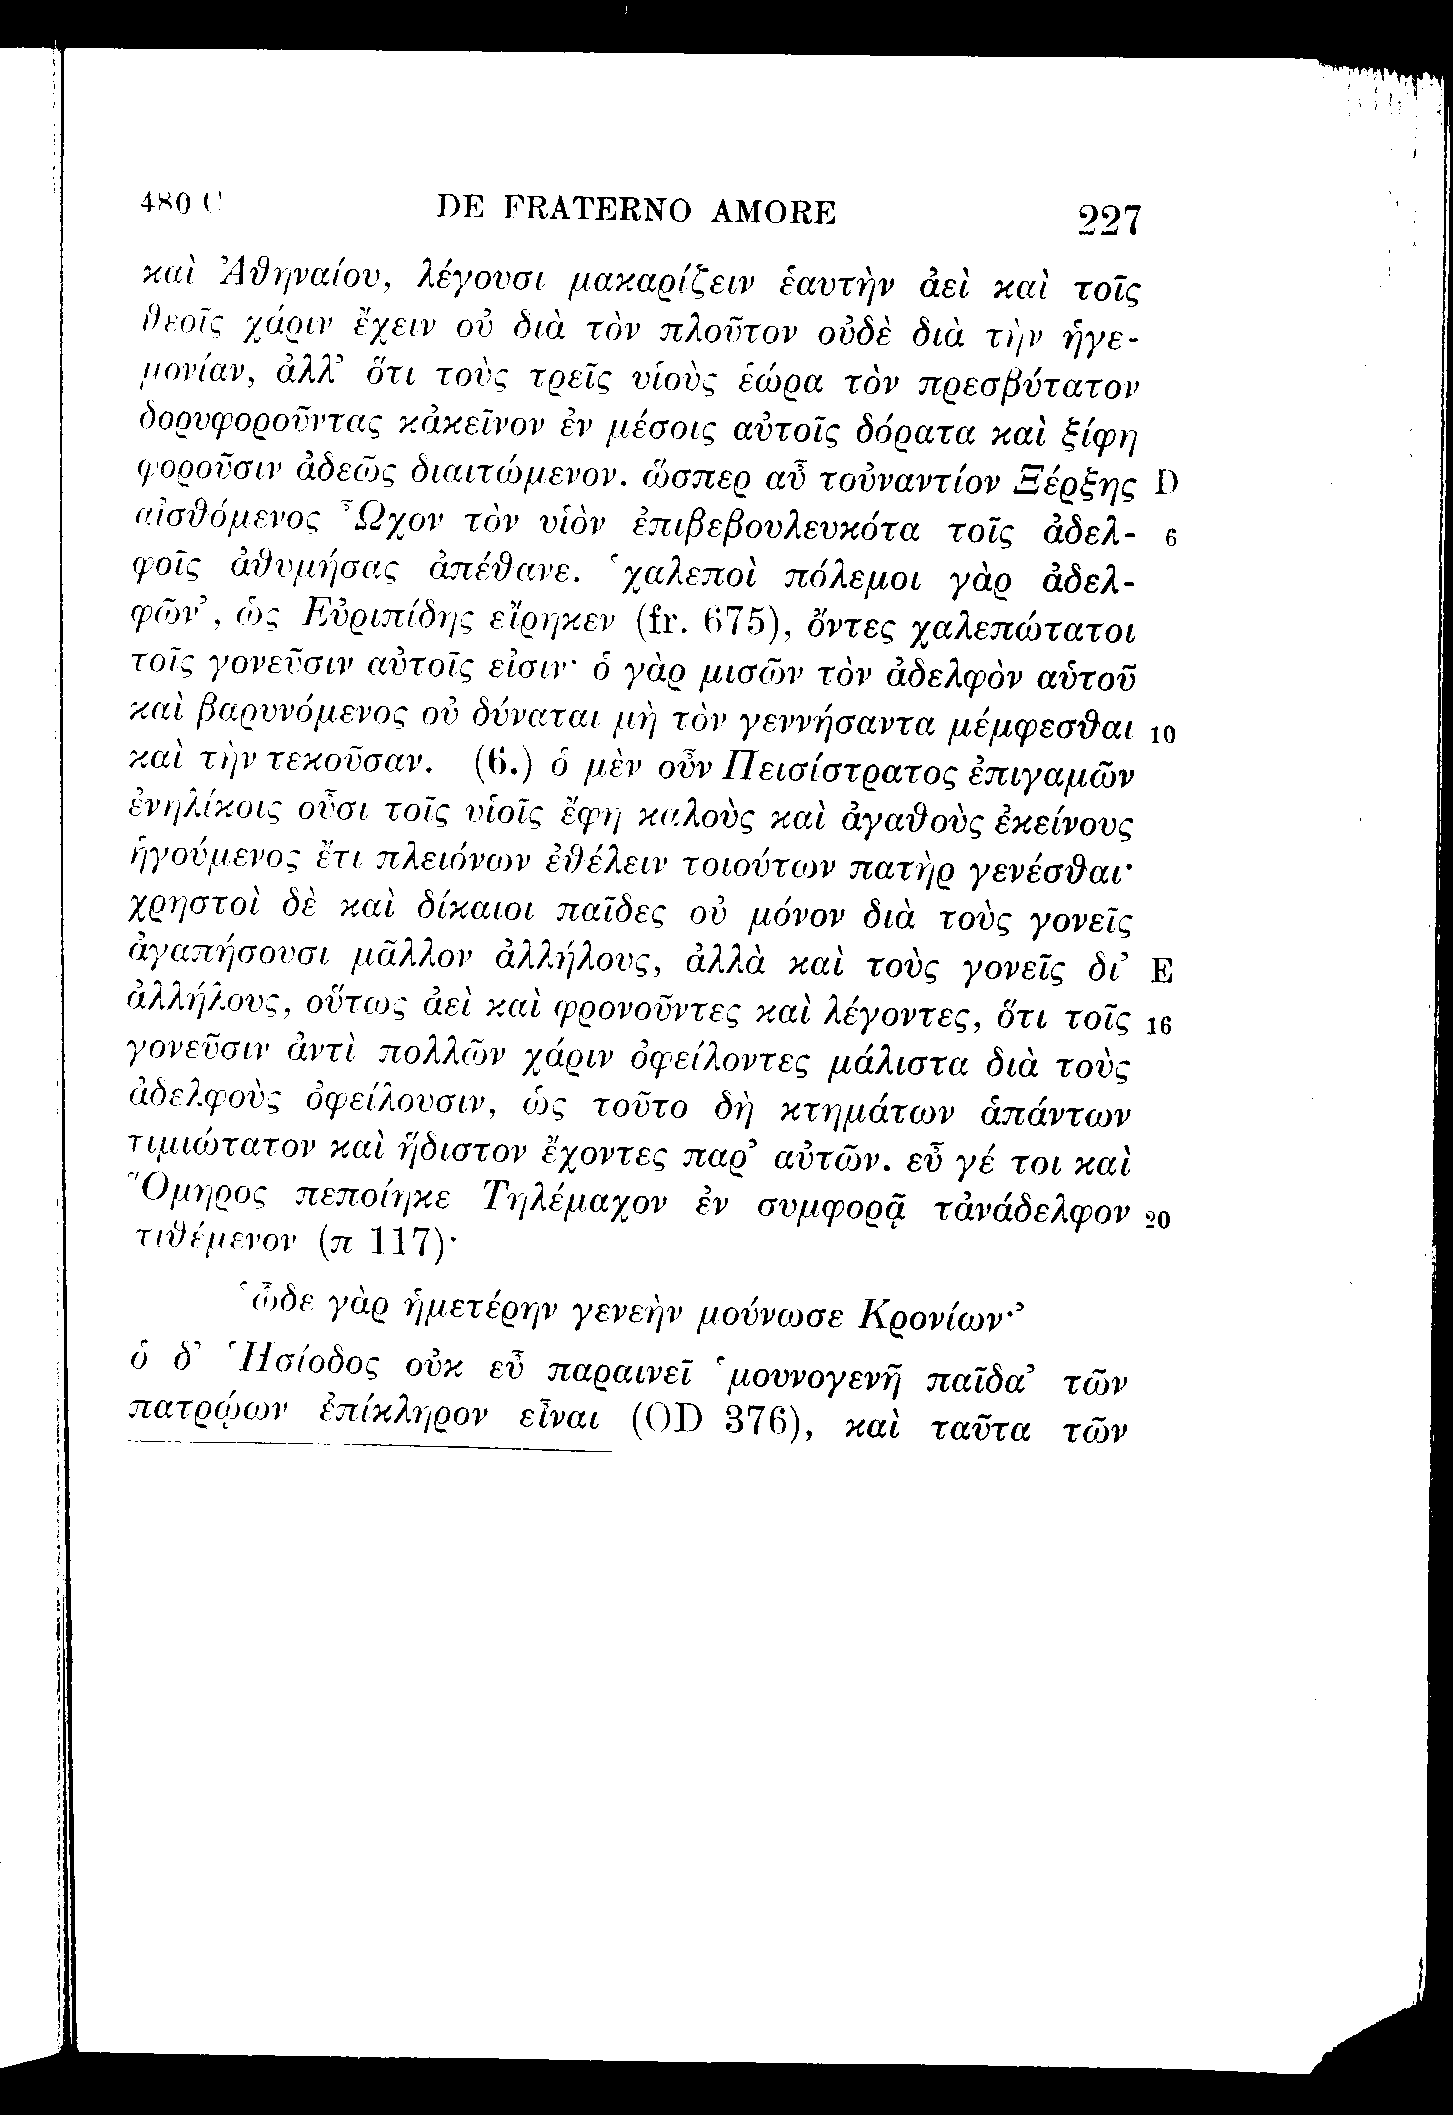 480 C DE FRATERNO AMORE 227
καὶ Ἀθηναίου, λέγουσι μακαρίζειν ἑαυτὴν ἀεὶ καὶ τοῖς
θεοῖς χάριν ἔχειν οὐ διὰ τὸν πλοῦτον οὐδὲ διὰ τὴν ἡγε-
μονίαν, ἀλλ’ ὅτι τοὺς τρεῖς υἱοὺς ἑώρα τὸν πρεσβύτατον
δορυφοροῦντας κἀκεῖνον ἐν μέσοις αὐτοῖς δόρατα καὶ ξίφη
φοροῦσιν ἀδεῶς διαιτώμενον. ὥσπερ αὖ τοὐναντίον Ξέρξης D
αἰσθόμενος Ὦχον τὸν υἱὸν ἐπιβεβουλευκότα τοῖς ἀδελ- 6
φοῖς ἀθυμήσας ἀπέθανε. ‘χαλεποὶ πόλεμοι γὰρ ἀδελ-
φῶν’, ὡς Εὐριπίδης εἴρηκεν (fr. 675), ὄντες χαλεπώτατοι
τοῖς γονεῦσιν αὐτοῖς εἰσιν· ὁ γὰρ μισῶν τὸν ἀδελφὸν αὑτοῦ
καὶ βαρυνόμενος οὐ δύναται μὴ τὸν γεννήσαντα μέμφεσθαι 10
καὶ τὴν τεκοῦσαν. (6.) ὁ μὲν οὖν Πεισίστρατος ἐπιγαμῶν
ἐνηλίκοις οὖσι τοῖς υἱοῖς ἔφη καλοὺς καὶ ἀγαθοὺς ἐκείνους
ἡγούμενος ἔτι πλειόνων ἐθέλειν τοιούτων πατὴρ γενέσθαι·
χρηστοὶ δὲ καὶ δίκαιοι παῖδες οὐ μόνον διὰ τοὺς γονεῖς
ἀγαπήσουσι μᾶλλον ἀλλήλους, ἀλλὰ καὶ τοὺς γονεῖς δι’ E
ἀλλήλους, οὕτως ἀεὶ καὶ φρονοῦντες καὶ λέγοντες, ὅτι τοῖς 16
γονεῦσιν ἀντὶ πολλῶν χάριν ὀφείλοντες μάλιστα διὰ τοὺς
ἀδελφοὺς ὀφείλουσιν, ὡς τοῦτο δὴ κτημάτων ἁπάντων
τιμιώτατον καὶ ἥδιστον ἔχοντες παρ’ αὐτῶν. εὖ γέ τοι καὶ
Ὅμηρος πεποίηκε Τηλέμαχον ἐν συμφορᾷ τἀνάδελφον 20
τιθέμενον (π 117)·
‘ὧδε γὰρ ἡμετέρην γενεὴν μούνωσε Κρονίων·’
ὁ δ’ Ἡσίοδος οὐκ εὖ παραινεῖ ‘μουνογενῆ παῖδα’ τῶν
πατρῴων ἐπίκληρον εἶναι (OD 376), καὶ ταῦτα τῶν